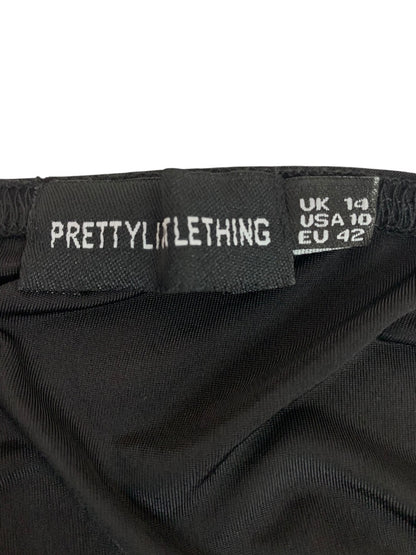 PRETTYLITTLETHING
UK 14
USA 10
EU 42